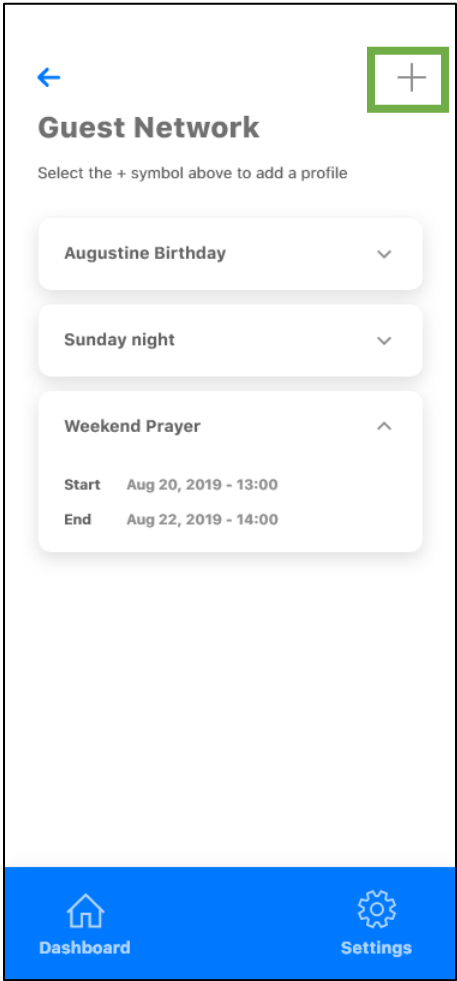 Guest Network
Select the + symbol above to add a profile
Augustine Birthday
Sunday night
Weekend Prayer
Start Aug 20, 2019 - 13:00
End Aug 22, 2019 - 14:00
Dashboard Settings